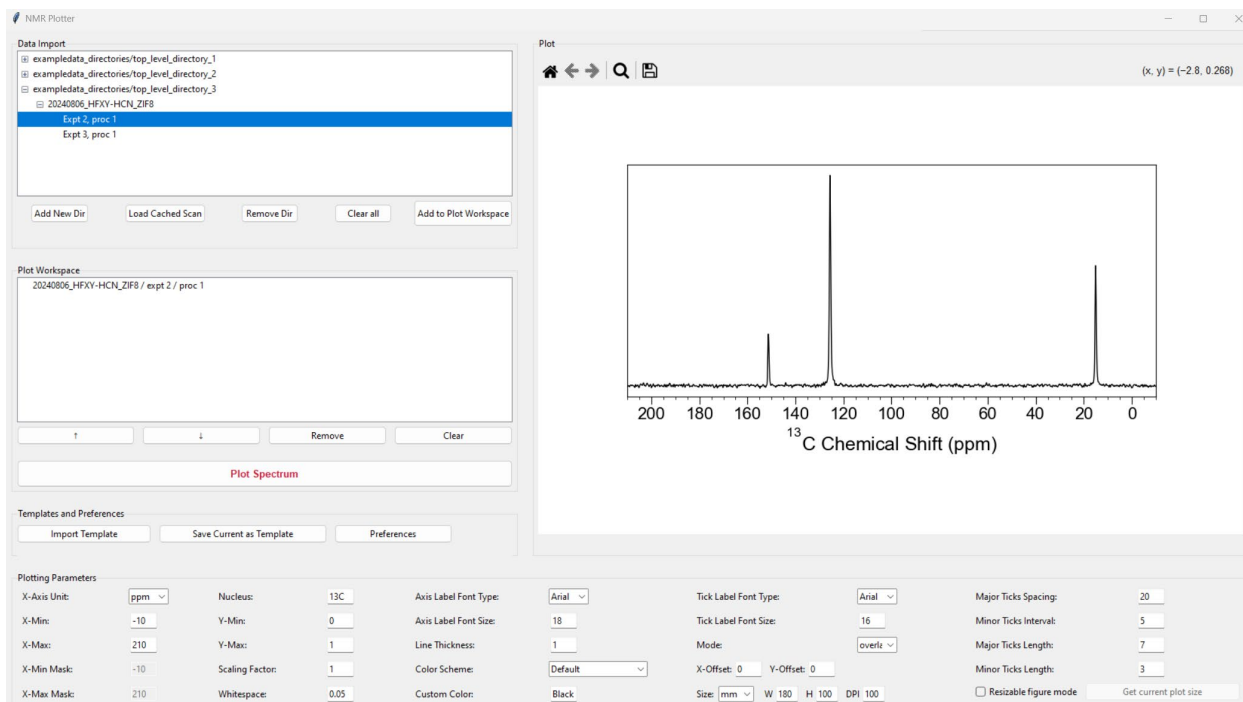 NMR Plotter
Data Import
exampledata_directories/top_level_directory_1
exampledata_directories/top_level_directory_2
exampledata_directories/top_level_directory_3
20240806_HFXY-HCN_ZIF8
Expt 2, proc 1
Expt 3, proc 1
Add New Dir Load Cached Scan Remove Dir Clear all Add to Plot Workspace
Plot Workspace
20240806_HFXY-HCN_ZIF8 / expt 2 / proc 1
↑ ↓ Remove Clear
Plot Spectrum
Templates and Preferences
Import Template Save Current as Template Preferences
Plot
(x, y) = (−2.8, 0.268)
200 180 160 140 120 100 80 60 40 20 0
13C Chemical Shift (ppm)
Plotting Parameters
X-Axis Unit: ppm Nucleus: 13C Axis Label Font Type: Arial Tick Label Font Type: Arial Major Ticks Spacing: 20
X-Min: -10 Y-Min: 0 Axis Label Font Size: 18 Tick Label Font Size: 16 Minor Ticks Interval: 5
X-Max: 210 Y-Max: 1 Line Thickness: 1 Mode: overla Major Ticks Length: 7
X-Min Mask: -10 Scaling Factor: 1 Color Scheme: Default X-Offset: 0 Y-Offset: 0 Minor Ticks Length: 3
X-Max Mask: 210 Whitespace: 0.05 Custom Color: Black Size: mm W 180 H 100 DPI 100 Resizable figure mode Get current plot size